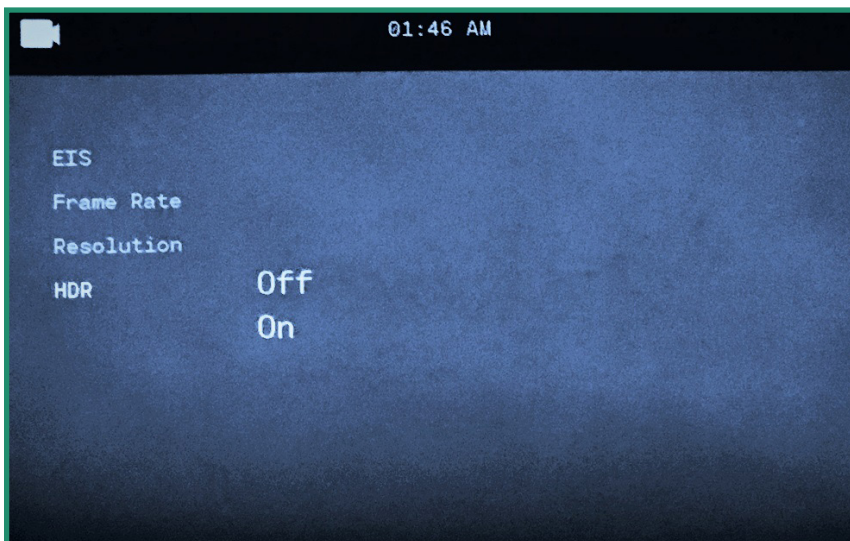 01:46 AM
EIS
Frame Rate
Resolution
HDR Off
On